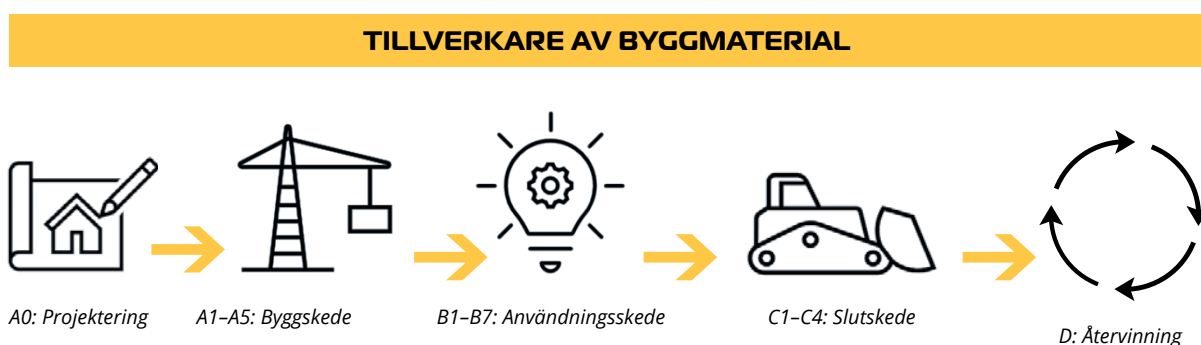 TILLVERKARE AV BYGGMATERIAL
A0: Projektering
A1–A5: Byggskede
B1–B7: Användningsskede
C1–C4: Slutskede
D: Återvinning